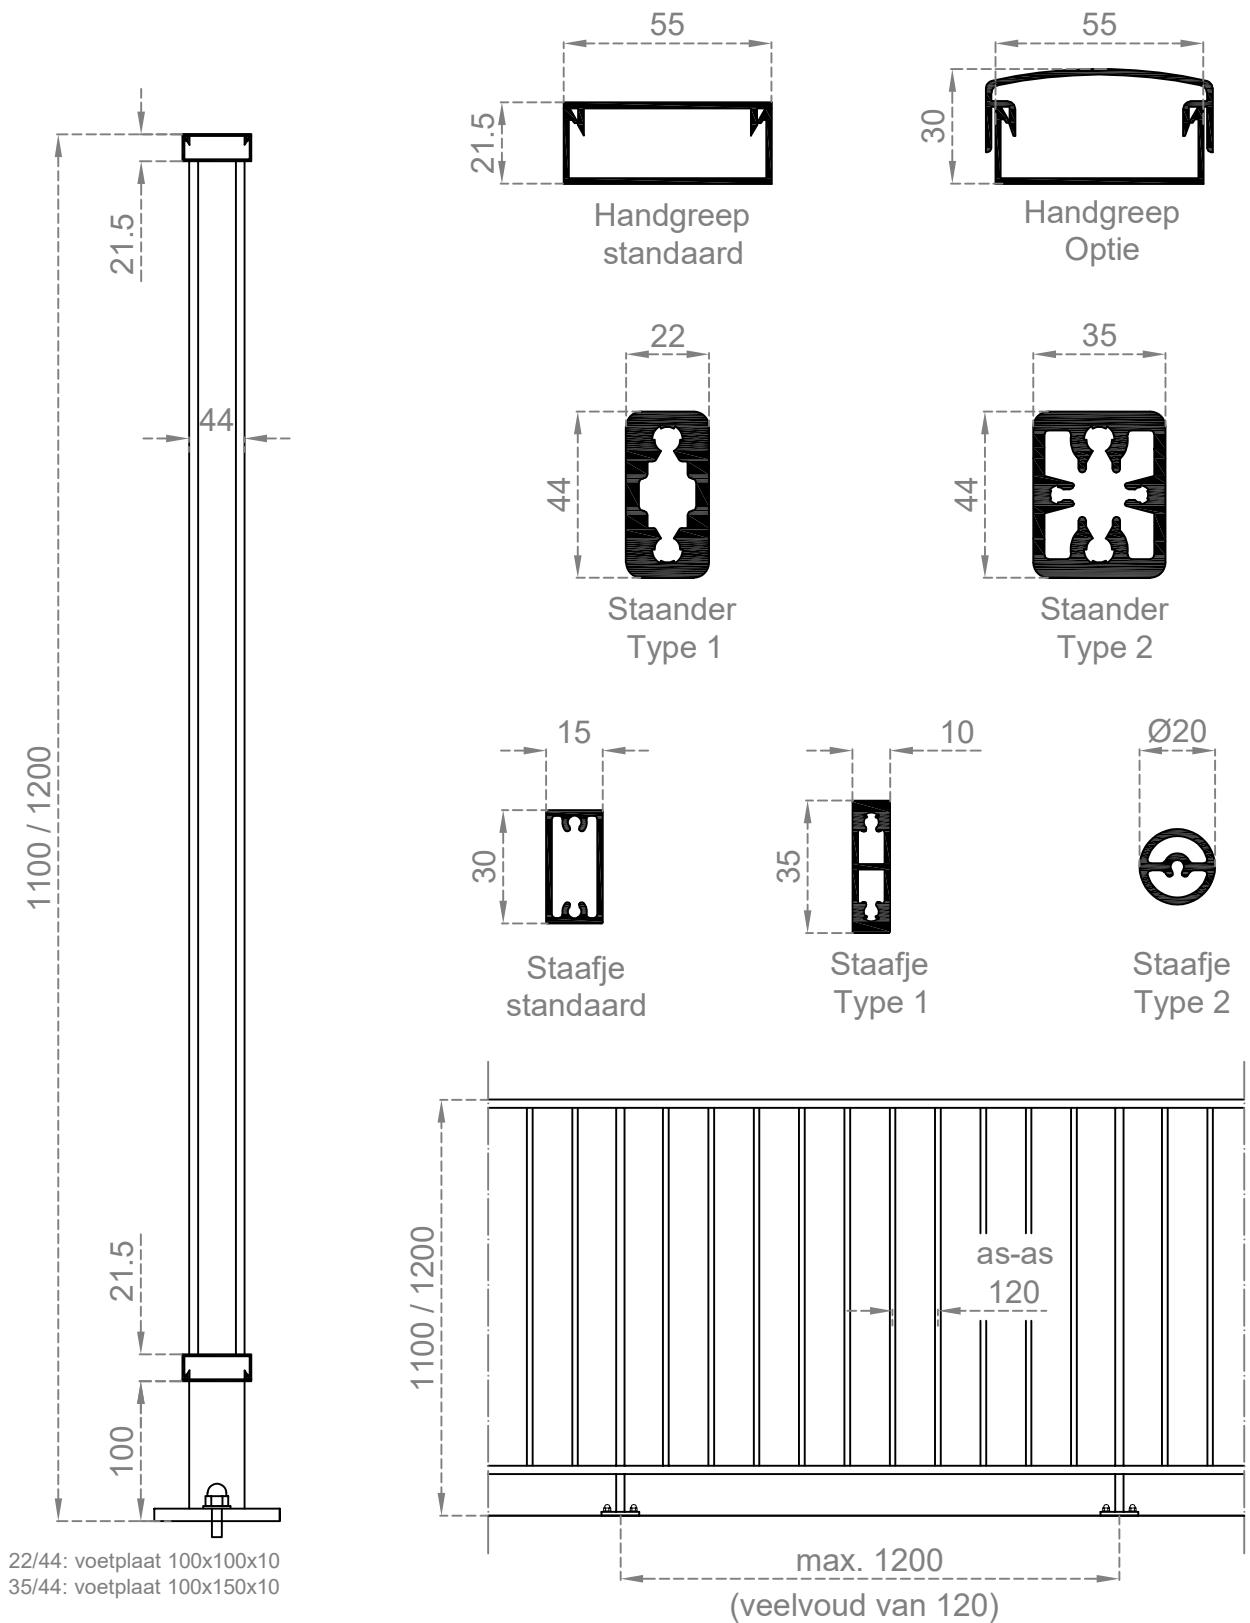 55
21.5
Handgreep
standaard
55
30
Handgreep
Optie
21.5
44
1100 / 1200
21.5
100
22/44: voetplaat 100x100x10
35/44: voetplaat 100x150x10
22
44
Staander
Type 1
35
44
Staander
Type 2
15
30
Staafje
standaard
10
35
Staafje
Type 1
Ø20
Staafje
Type 2
1100 / 1200
as-as
120
max. 1200
(veelvoud van 120)